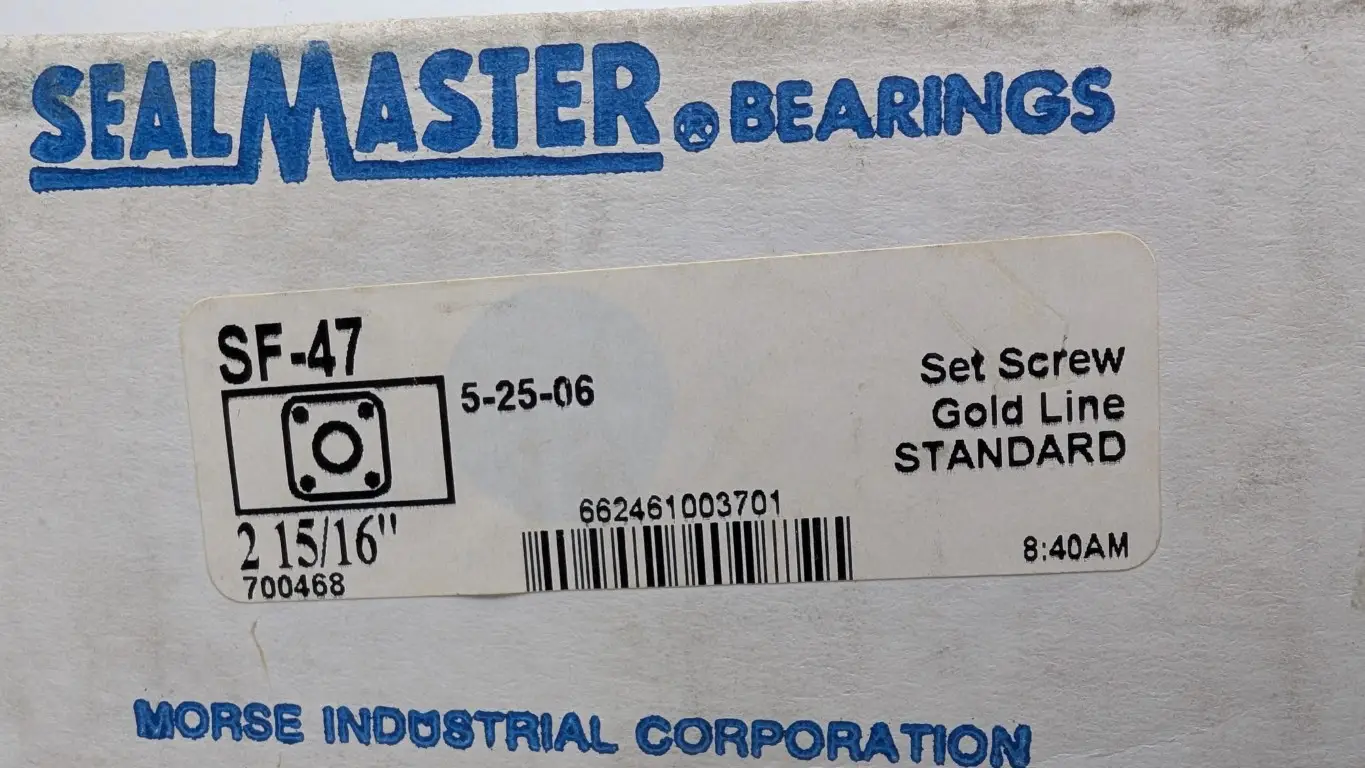 SEALMASTER® BEARINGS
SF-47
5-25-06
Set Screw
Gold Line
STANDARD
662461003701
2 15/16"
8:40AM
700468
MORSE INDUSTRIAL CORPORATION